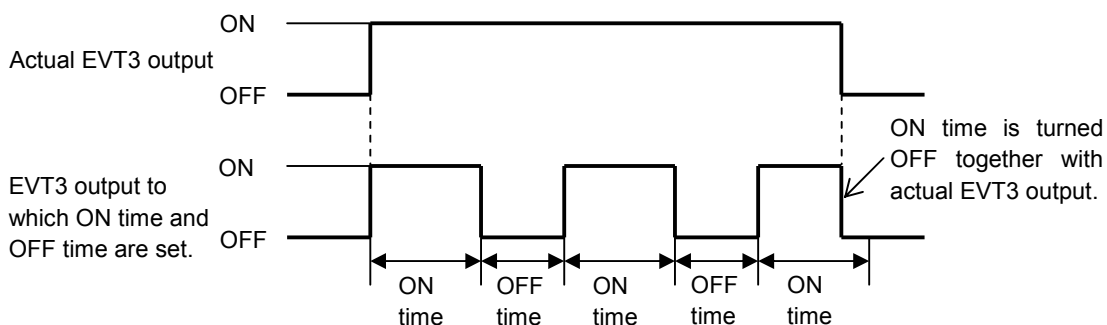 ON
Actual EVT3 output
OFF
ON time is turned
OFF together with
actual EVT3 output.
ON
EVT3 output to
which ON time and
OFF time are set.
OFF
ON
time
OFF
time
ON
time
OFF
time
ON
time